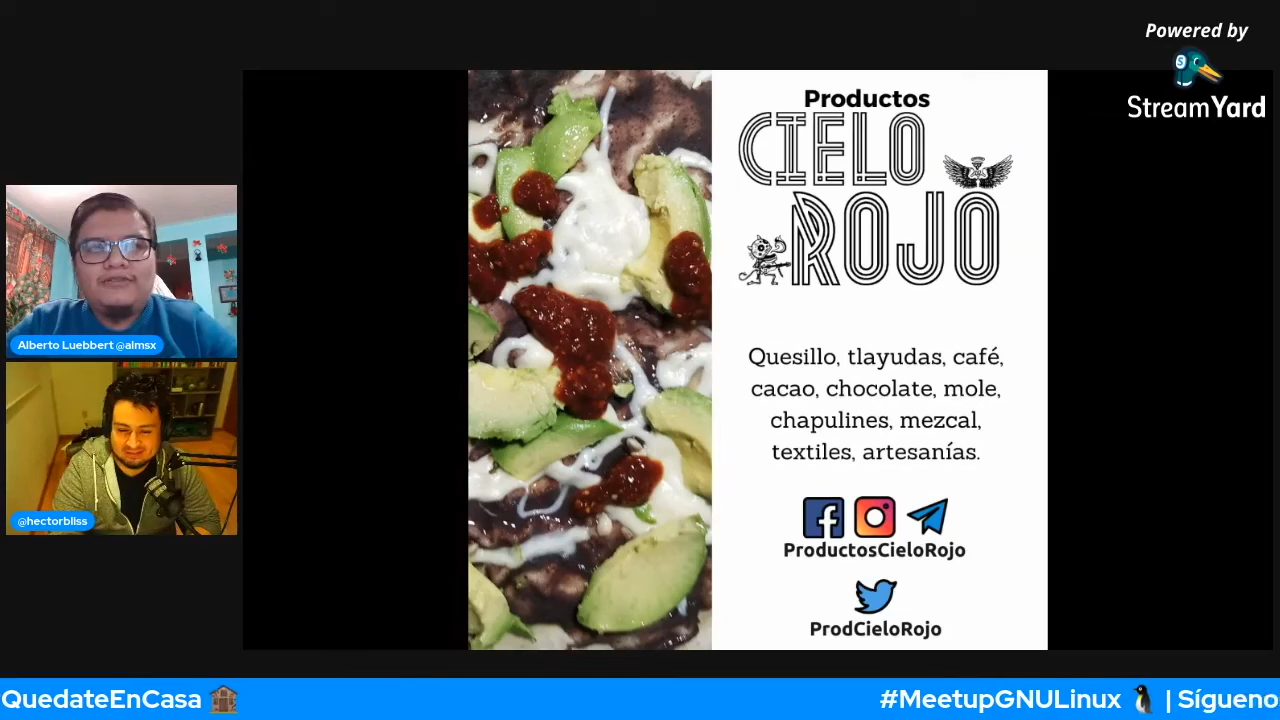 Powered by
StreamYard
Productos
CIELO
ROJO
Quesillo, tlayudas, café,
cacao, chocolate, mole,
chapulines, mezcal,
textiles, artesanías.
ProductosCieloRojo
ProdCieloRojo
Alberto Luebbert @almsx
@hectorbliss
QuedateEnCasa 🏚️ #MeetupGNULinux 🐧 | Sígueno